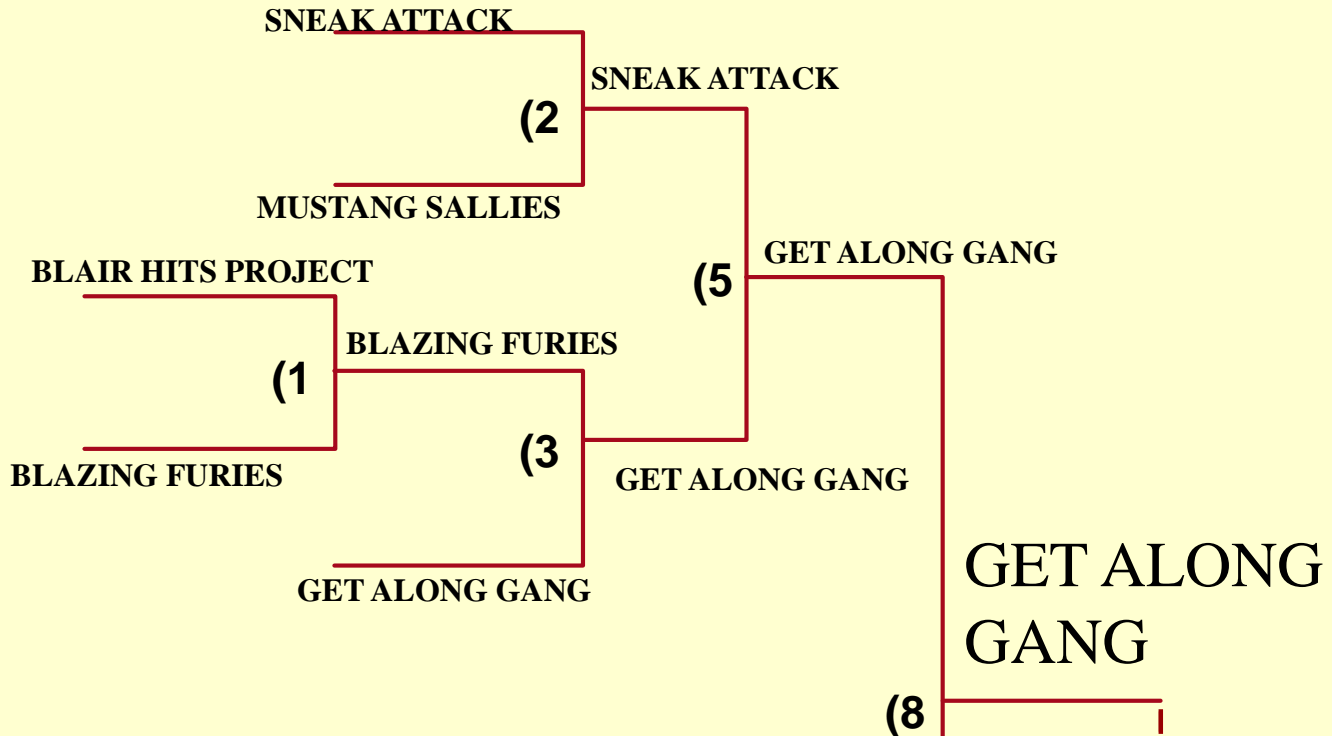 SNEAK ATTACK
SNEAK ATTACK
(2
MUSTANG SALLIES
GET ALONG GANG
BLAIR HITS PROJECT
(5
BLAZING FURIES
(1
(3
BLAZING FURIES
GET ALONG GANG
GET ALONG
GANG
GET ALONG GANG
(8